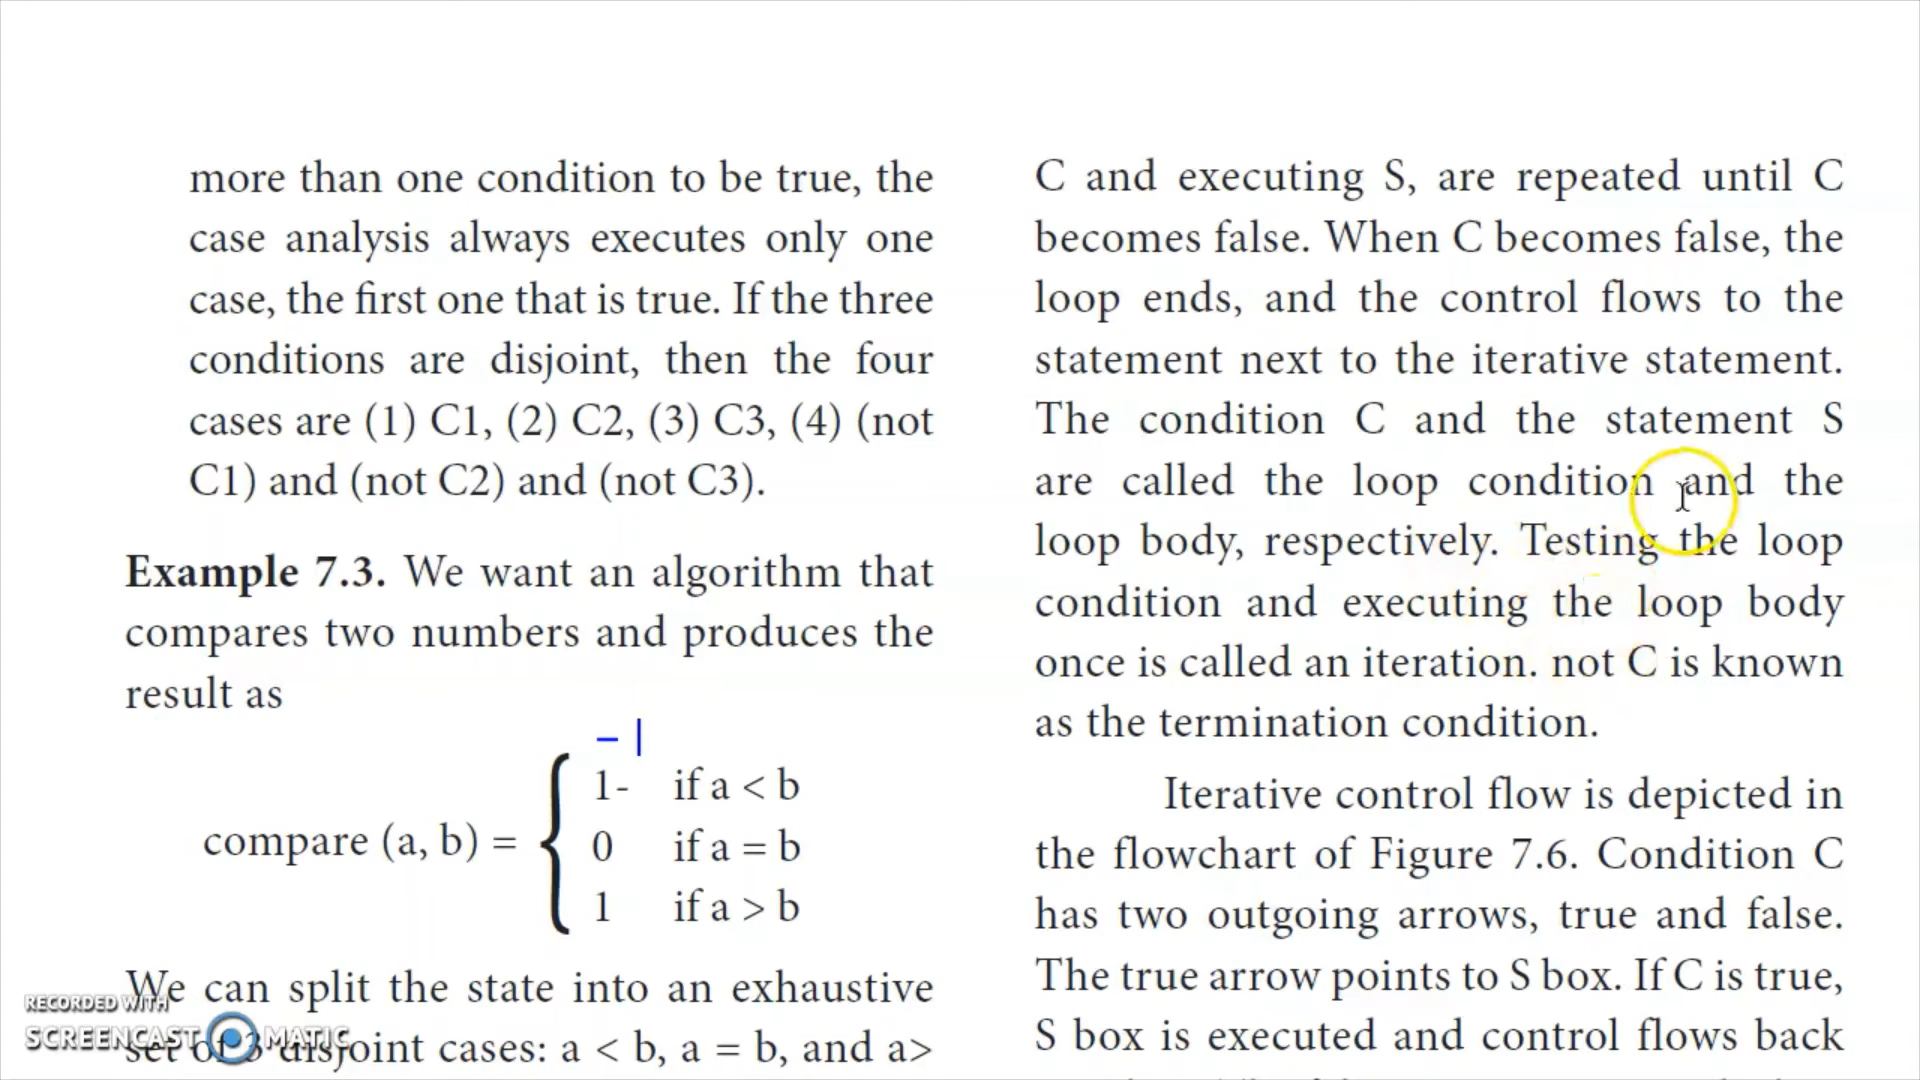 more than one condition to be true, the
case analysis always executes only one
case, the first one that is true. If the three
conditions are disjoint, then the four
cases are (1) C1, (2) C2, (3) C3, (4) (not
C1) and (not C2) and (not C3).
Example 7.3. We want an algorithm that
compares two numbers and produces the
result as
– |
1- if a < b
compare (a, b) = { 0 if a = b
1 if a > b
We can split the state into an exhaustive
set of 3 disjoint cases: a < b, a = b, and a>
RECORDED WITH
SCREENCAST MATIC
C and executing S, are repeated until C
becomes false. When C becomes false, the
loop ends, and the control flows to the
statement next to the iterative statement.
The condition C and the statement S
are called the loop condition and the
loop body, respectively. Testing the loop
condition and executing the loop body
once is called an iteration. not C is known
as the termination condition.
Iterative control flow is depicted in
the flowchart of Figure 7.6. Condition C
has two outgoing arrows, true and false.
The true arrow points to S box. If C is true,
S box is executed and control flows back